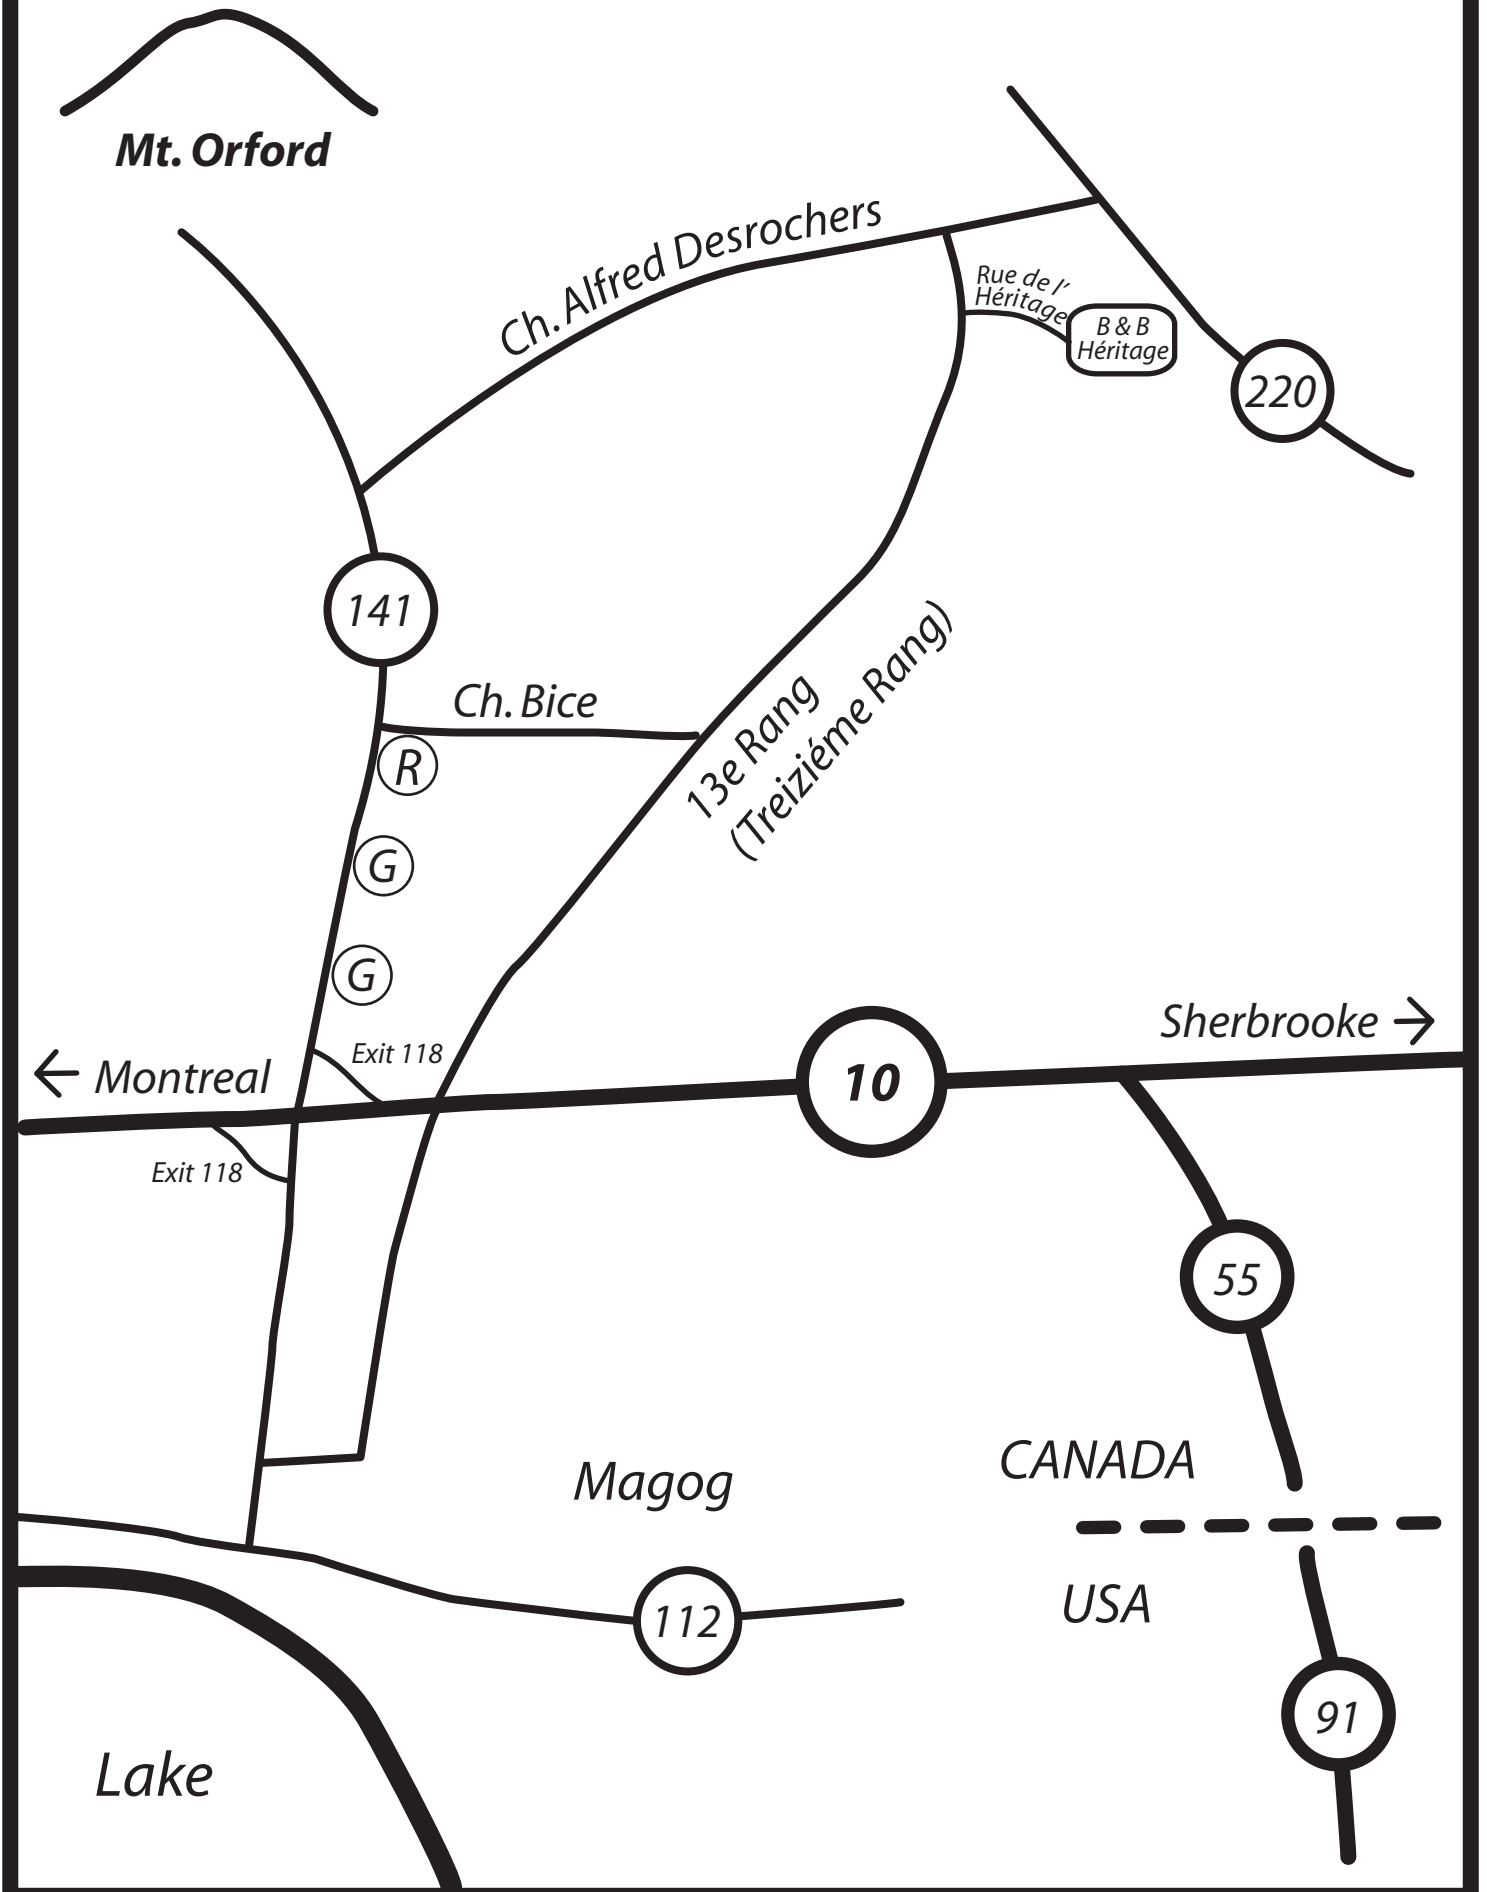 Mt. Orford
Ch. Alfred Desrochers
Rue de l'
Héritage
B & B
Héritage
220
141
Ch. Bice
R
13e Rang
(Treiziéme Rang)
G
G
Sherbrooke →
Exit 118
← Montreal
10
Exit 118
55
CANADA
Magog
USA
112
91
Lake